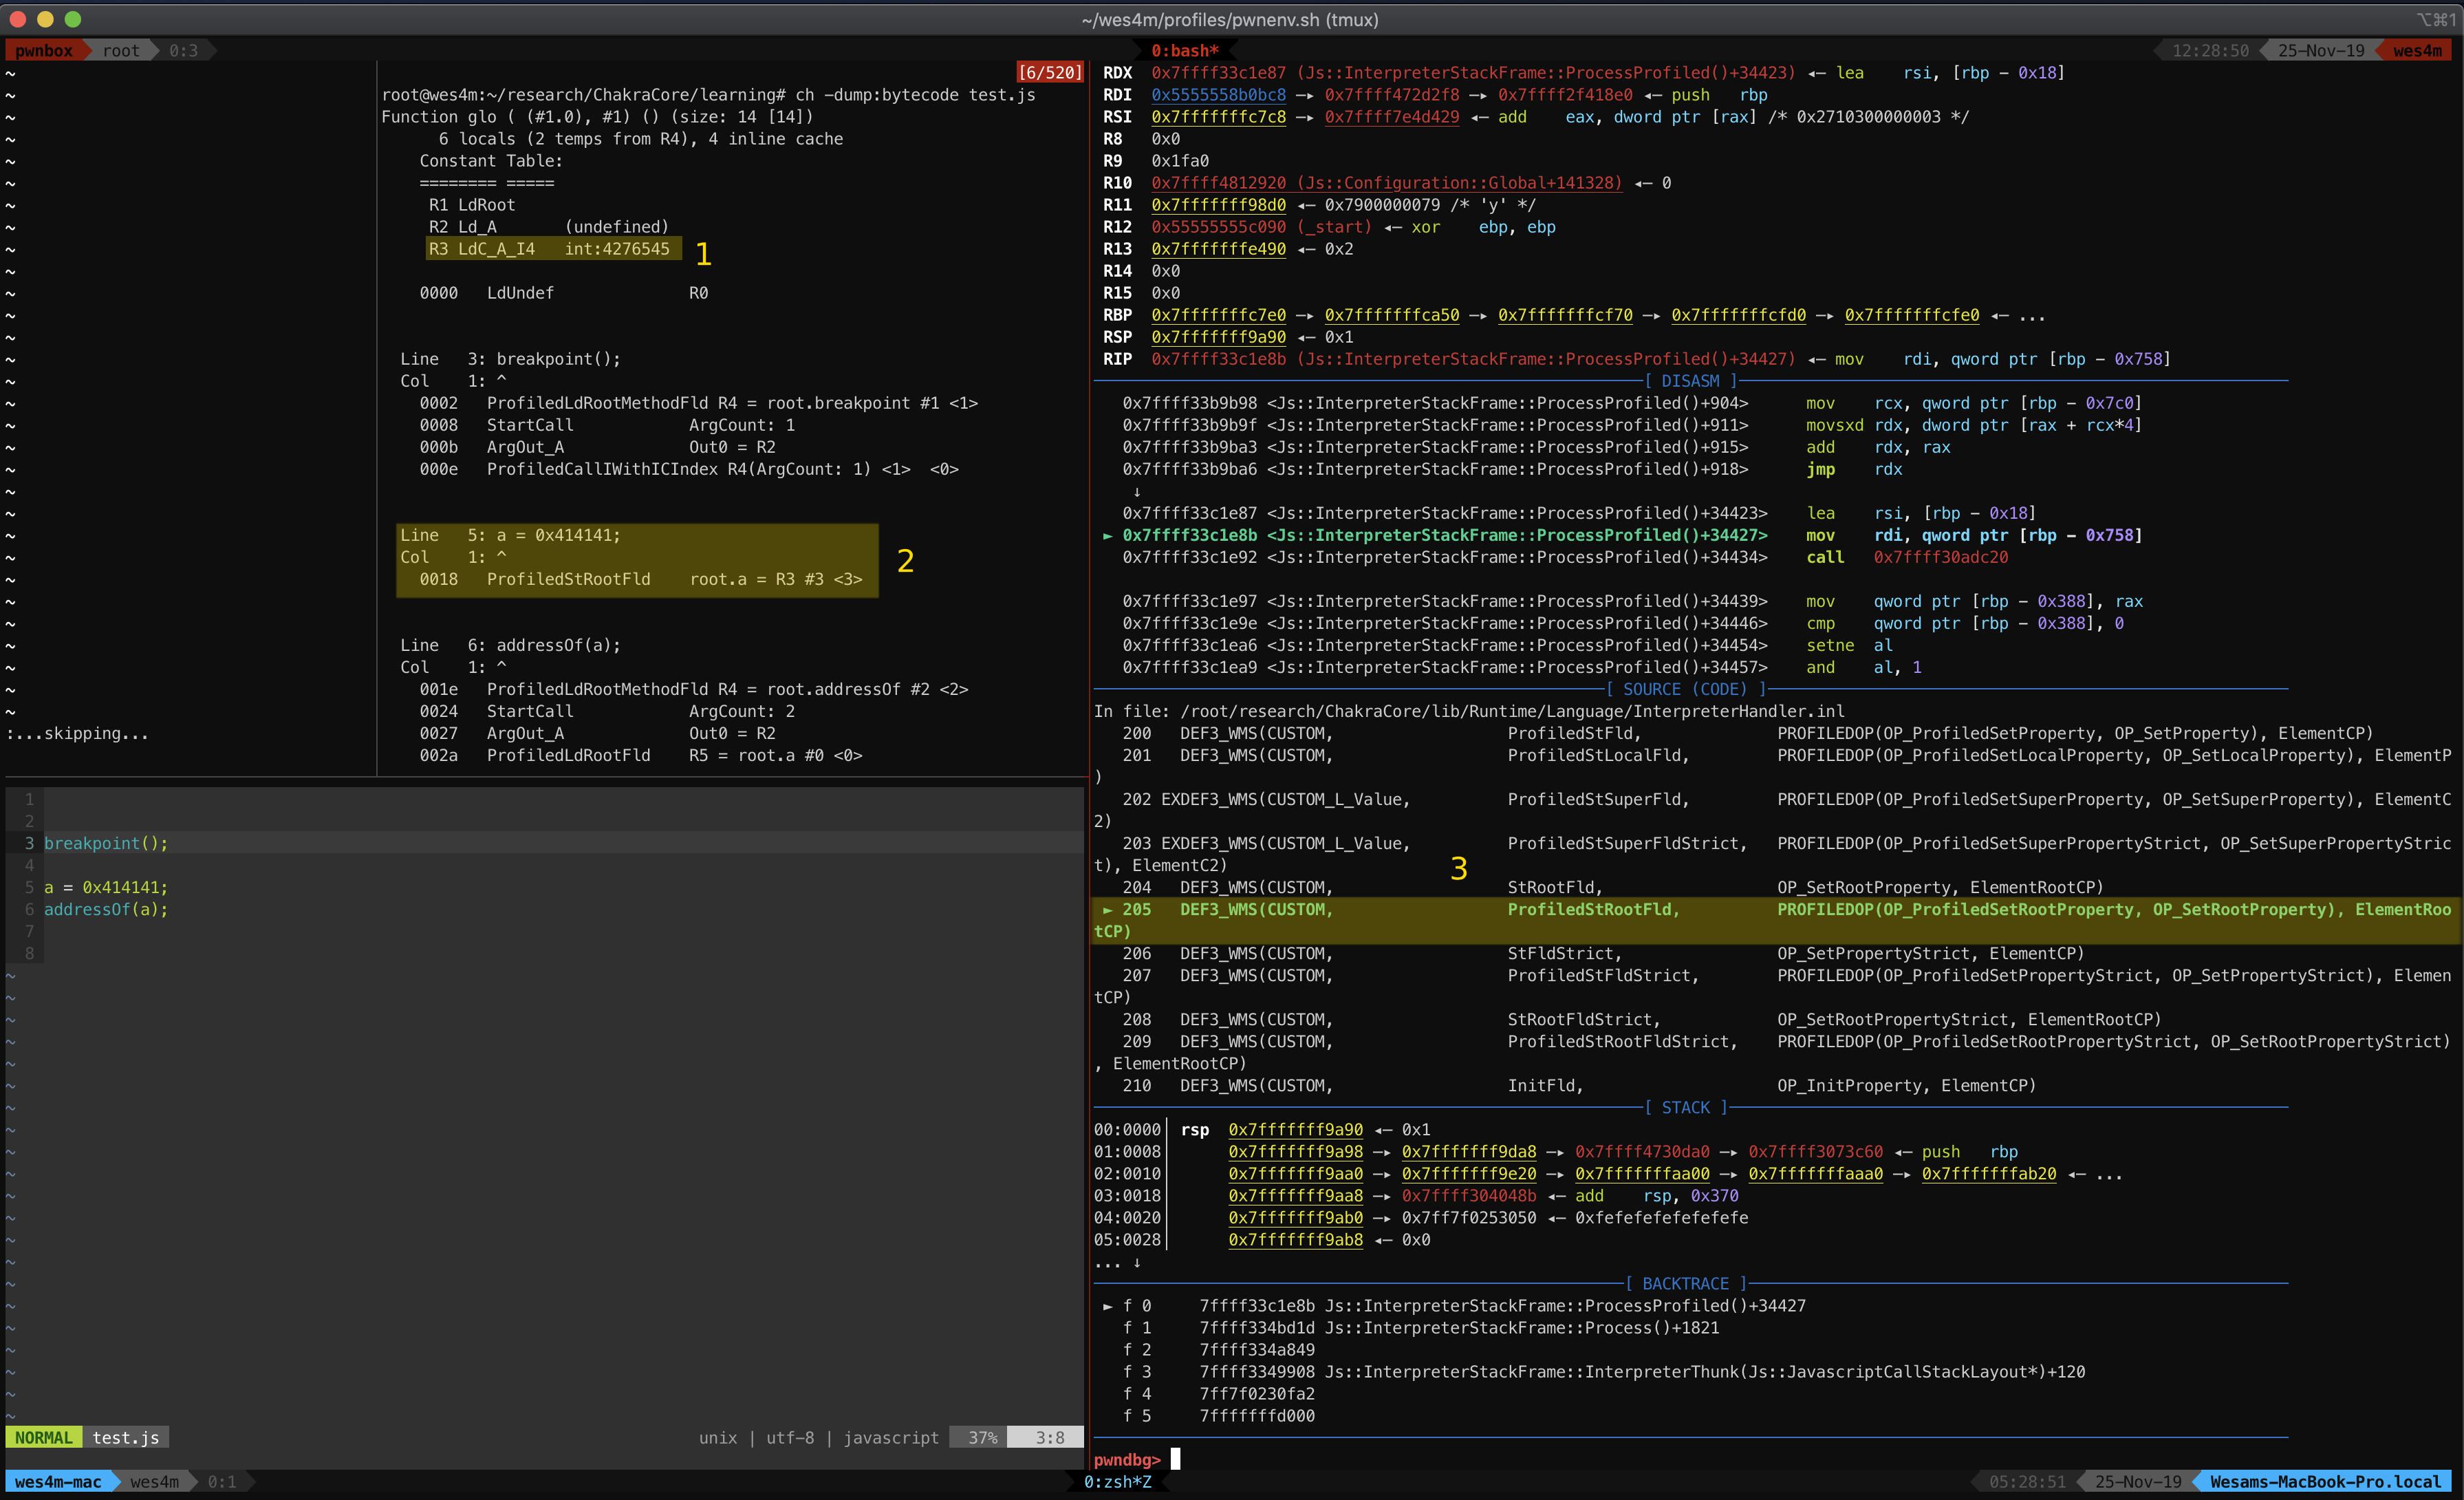 ~/wes4m/profiles/pwnenv.sh (tmux)
⌥⌘1
pwnbox root 0:3
0:bash*
12:28:50 25-Nov-19 wes4m
[6/520]
root@wes4m:~/research/ChakraCore/learning# ch -dump:bytecode test.js
Function glo ( (#1.0), #1) () (size: 14 [14])
6 locals (2 temps from R4), 4 inline cache
Constant Table:
======== =====
R1 LdRoot
R2 Ld_A (undefined)
R3 LdC_A_I4 int:4276545
1
0000 LdUndef R0
Line 3: breakpoint();
Col 1: ^
0002 ProfiledLdRootMethodFld R4 = root.breakpoint #1 <1>
0008 StartCall ArgCount: 1
000b ArgOut_A Out0 = R2
000e ProfiledCallIWithICIndex R4(ArgCount: 1) <1> <0>
Line 5: a = 0x414141;
Col 1: ^
0018 ProfiledStRootFld root.a = R3 #3 <3>
2
Line 6: addressOf(a);
Col 1: ^
001e ProfiledLdRootMethodFld R4 = root.addressOf #2 <2>
0024 StartCall ArgCount: 2
0027 ArgOut_A Out0 = R2
002a ProfiledLdRootFld R5 = root.a #0 <0>
:...skipping...
1
2
3 breakpoint();
4
5 a = 0x414141;
6 addressOf(a);
7
8
NORMAL test.js
unix | utf-8 | javascript 37% 3:8
RDX 0x7ffff33c1e87 (Js::InterpreterStackFrame::ProcessProfiled()+34423) ◂— lea rsi, [rbp - 0x18]
RDI 0x5555558b0bc8 —▸ 0x7ffff472d2f8 —▸ 0x7ffff2f418e0 ◂— push rbp
RSI 0x7fffffffc7c8 —▸ 0x7ffff7e4d429 ◂— add eax, dword ptr [rax] /* 0x2710300000003 */
R8 0x0
R9 0x1fa0
R10 0x7ffff4812920 (Js::Configuration::Global+141328) ◂— 0
R11 0x7fffffff98d0 ◂— 0x7900000079 /* 'y' */
R12 0x55555555c090 (_start) ◂— xor ebp, ebp
R13 0x7fffffffe490 ◂— 0x2
R14 0x0
R15 0x0
RBP 0x7fffffffc7e0 —▸ 0x7fffffffca50 —▸ 0x7fffffffcf70 —▸ 0x7fffffffcfd0 —▸ 0x7fffffffcfe0 ◂— ...
RSP 0x7fffffff9a90 ◂— 0x1
RIP 0x7ffff33c1e8b (Js::InterpreterStackFrame::ProcessProfiled()+34427) ◂— mov rdi, qword ptr [rbp - 0x758]
[ DISASM ]
0x7ffff33b9b98 <Js::InterpreterStackFrame::ProcessProfiled()+904> mov rcx, qword ptr [rbp - 0x7c0]
0x7ffff33b9b9f <Js::InterpreterStackFrame::ProcessProfiled()+911> movsxd rdx, dword ptr [rax + rcx*4]
0x7ffff33b9ba3 <Js::InterpreterStackFrame::ProcessProfiled()+915> add rdx, rax
0x7ffff33b9ba6 <Js::InterpreterStackFrame::ProcessProfiled()+918> jmp rdx
↓
0x7ffff33c1e87 <Js::InterpreterStackFrame::ProcessProfiled()+34423> lea rsi, [rbp - 0x18]
► 0x7ffff33c1e8b <Js::InterpreterStackFrame::ProcessProfiled()+34427> mov rdi, qword ptr [rbp - 0x758]
0x7ffff33c1e92 <Js::InterpreterStackFrame::ProcessProfiled()+34434> call 0x7ffff30adc20
0x7ffff33c1e97 <Js::InterpreterStackFrame::ProcessProfiled()+34439> mov qword ptr [rbp - 0x388], rax
0x7ffff33c1e9e <Js::InterpreterStackFrame::ProcessProfiled()+34446> cmp qword ptr [rbp - 0x388], 0
0x7ffff33c1ea6 <Js::InterpreterStackFrame::ProcessProfiled()+34454> setne al
0x7ffff33c1ea9 <Js::InterpreterStackFrame::ProcessProfiled()+34457> and al, 1
[ SOURCE (CODE) ]
In file: /root/research/ChakraCore/lib/Runtime/Language/InterpreterHandler.inl
200 DEF3_WMS(CUSTOM, ProfiledStFld, PROFILEDOP(OP_ProfiledSetProperty, OP_SetProperty), ElementCP)
201 DEF3_WMS(CUSTOM, ProfiledStLocalFld, PROFILEDOP(OP_ProfiledSetLocalProperty, OP_SetLocalProperty), ElementP
)
202 EXDEF3_WMS(CUSTOM_L_Value, ProfiledStSuperFld, PROFILEDOP(OP_ProfiledSetSuperProperty, OP_SetSuperProperty), ElementC
2)
203 EXDEF3_WMS(CUSTOM_L_Value, ProfiledStSuperFldStrict, PROFILEDOP(OP_ProfiledSetSuperPropertyStrict, OP_SetSuperPropertyStric
t), ElementC2)
3
204 DEF3_WMS(CUSTOM, StRootFld, OP_SetRootProperty, ElementRootCP)
► 205 DEF3_WMS(CUSTOM, ProfiledStRootFld, PROFILEDOP(OP_ProfiledSetRootProperty, OP_SetRootProperty), ElementRoo
tCP)
206 DEF3_WMS(CUSTOM, StFldStrict, OP_SetPropertyStrict, ElementCP)
207 DEF3_WMS(CUSTOM, ProfiledStFldStrict, PROFILEDOP(OP_ProfiledSetPropertyStrict, OP_SetPropertyStrict), Elemen
tCP)
208 DEF3_WMS(CUSTOM, StRootFldStrict, OP_SetRootPropertyStrict, ElementRootCP)
209 DEF3_WMS(CUSTOM, ProfiledStRootFldStrict, PROFILEDOP(OP_ProfiledSetRootPropertyStrict, OP_SetRootPropertyStrict)
, ElementRootCP)
210 DEF3_WMS(CUSTOM, InitFld, OP_InitProperty, ElementCP)
[ STACK ]
00:0000│ rsp 0x7fffffff9a90 ◂— 0x1
01:0008│ 0x7fffffff9a98 —▸ 0x7fffffff9da8 —▸ 0x7ffff4730da0 —▸ 0x7ffff3073c60 ◂— push rbp
02:0010│ 0x7fffffff9aa0 —▸ 0x7fffffff9e20 —▸ 0x7fffffffaa00 —▸ 0x7fffffffaaa0 —▸ 0x7fffffffab20 ◂— ...
03:0018│ 0x7fffffff9aa8 —▸ 0x7ffff304048b ◂— add rsp, 0x370
04:0020│ 0x7fffffff9ab0 —▸ 0x7ff7f0253050 ◂— 0xfefefefefefefefe
05:0028│ 0x7fffffff9ab8 ◂— 0x0
... ↓
[ BACKTRACE ]
► f 0 7ffff33c1e8b Js::InterpreterStackFrame::ProcessProfiled()+34427
f 1 7ffff334bd1d Js::InterpreterStackFrame::Process()+1821
f 2 7ffff334a849
f 3 7ffff3349908 Js::InterpreterStackFrame::InterpreterThunk(Js::JavascriptCallStackLayout*)+120
f 4 7ff7f0230fa2
f 5 7fffffffd000
pwndbg>
wes4m-mac wes4m 0:1
0:zsh*Z
05:28:51 25-Nov-19 Wesams-MacBook-Pro.local